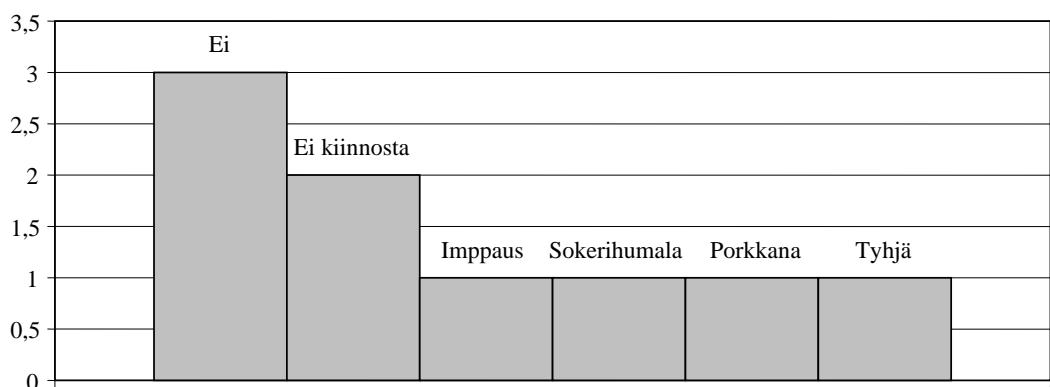 3,5
Ei
3
2,5
Ei kiinnosta
2
1,5
Imppaus Sokerihumala Porkkana Tyhjä
1
0,5
0